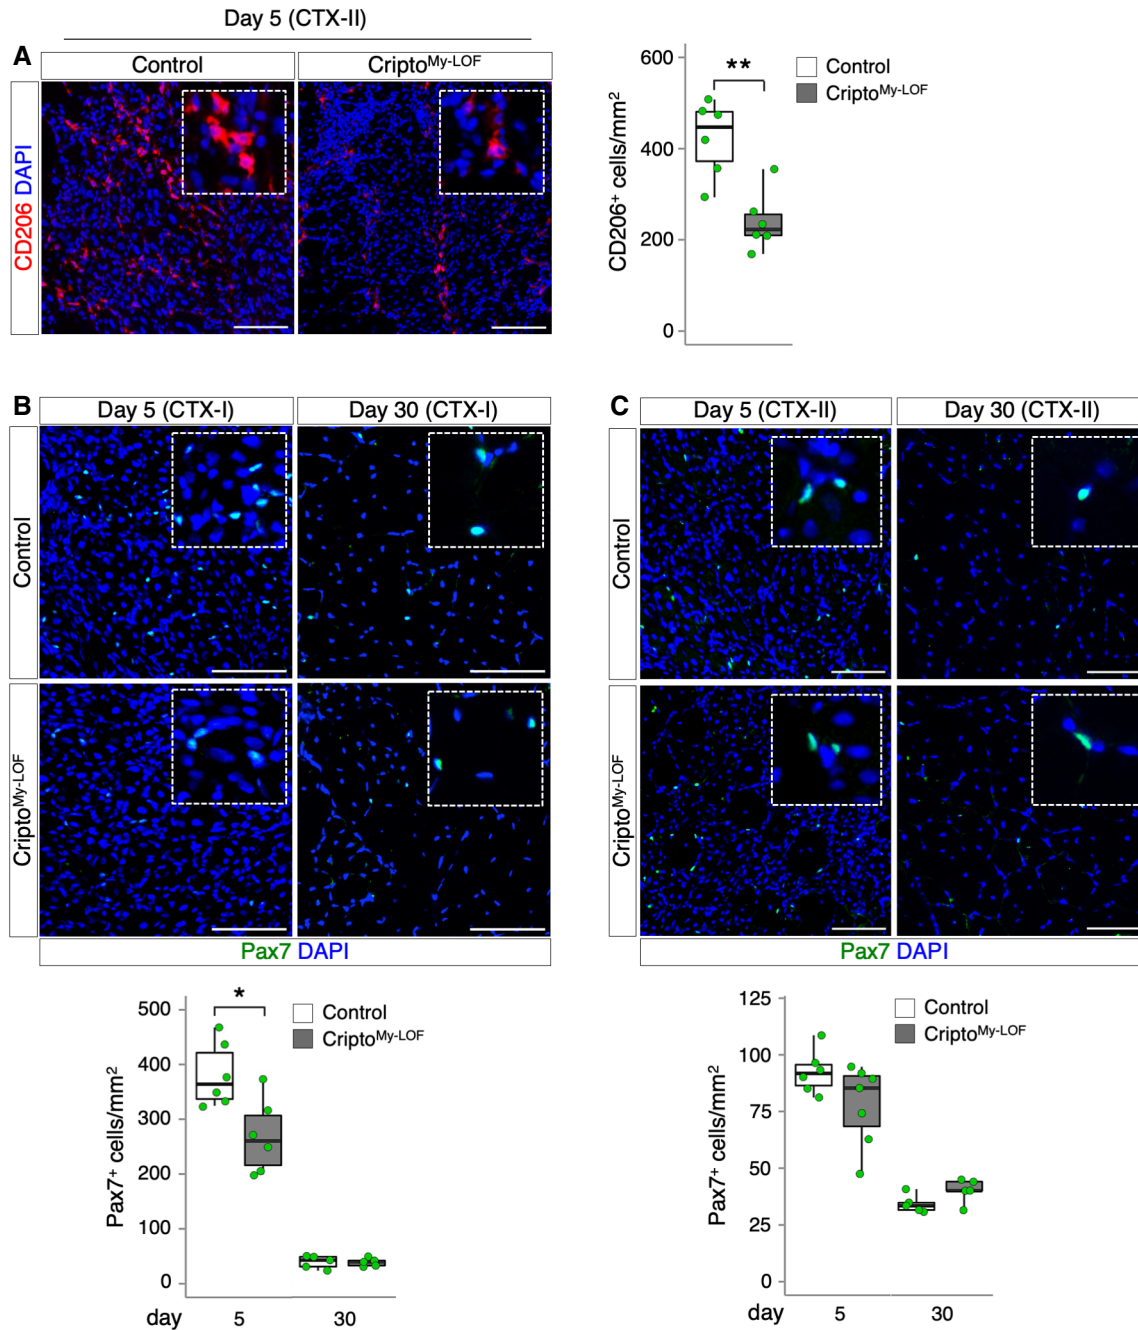 Day 5 (CTX-II)
A
Control
CriptoMy-LOF
CD206 DAPI
CD206+ cells/mm2
600
400
200
0
**
Control
CriptoMy-LOF
B
Day 5 (CTX-I)
Day 30 (CTX-I)
Control
CriptoMy-LOF
Pax7 DAPI
C
Day 5 (CTX-II)
Day 30 (CTX-II)
Control
CriptoMy-LOF
Pax7 DAPI
Pax7+ cells/mm2
500
400
300
200
100
0
*
Control
CriptoMy-LOF
day
5
30
Pax7+ cells/mm2
125
100
75
50
25
0
Control
CriptoMy-LOF
day
5
30